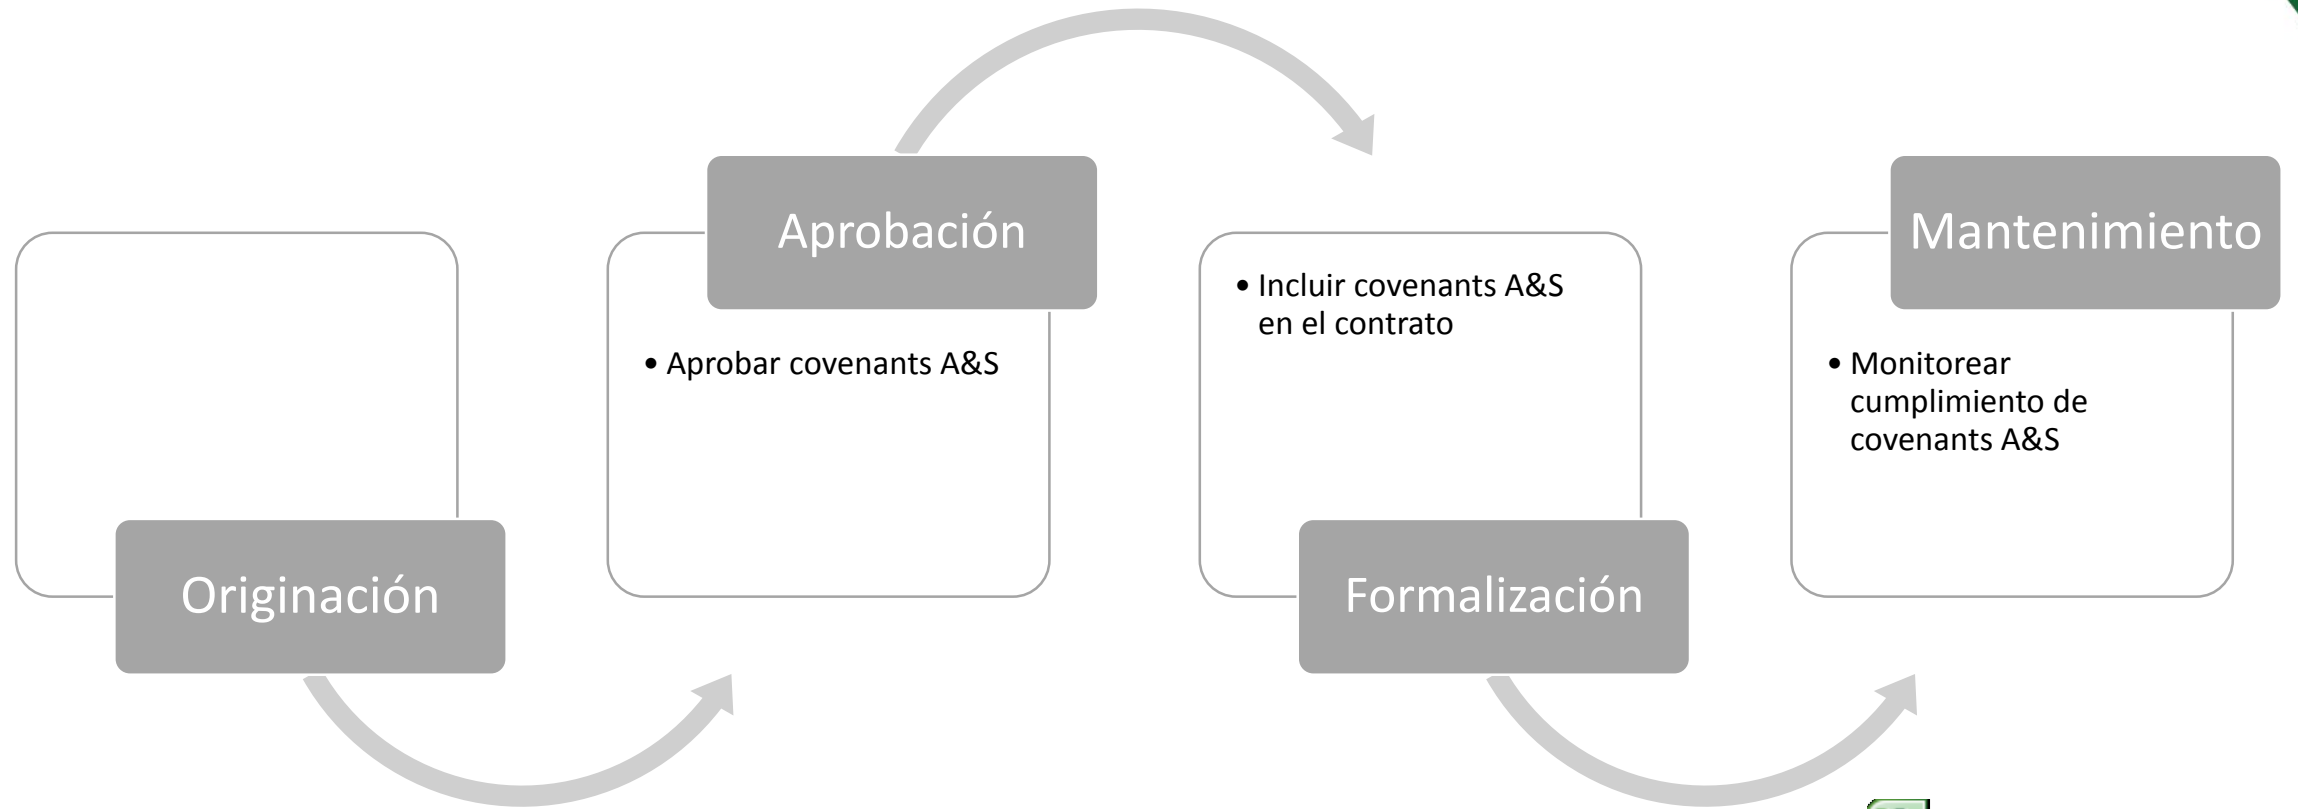 Originación
Aprobación
• Aprobar covenants A&S
• Incluir covenants A&S
en el contrato
Formalización
Mantenimiento
• Monitorear
cumplimiento de
covenants A&S